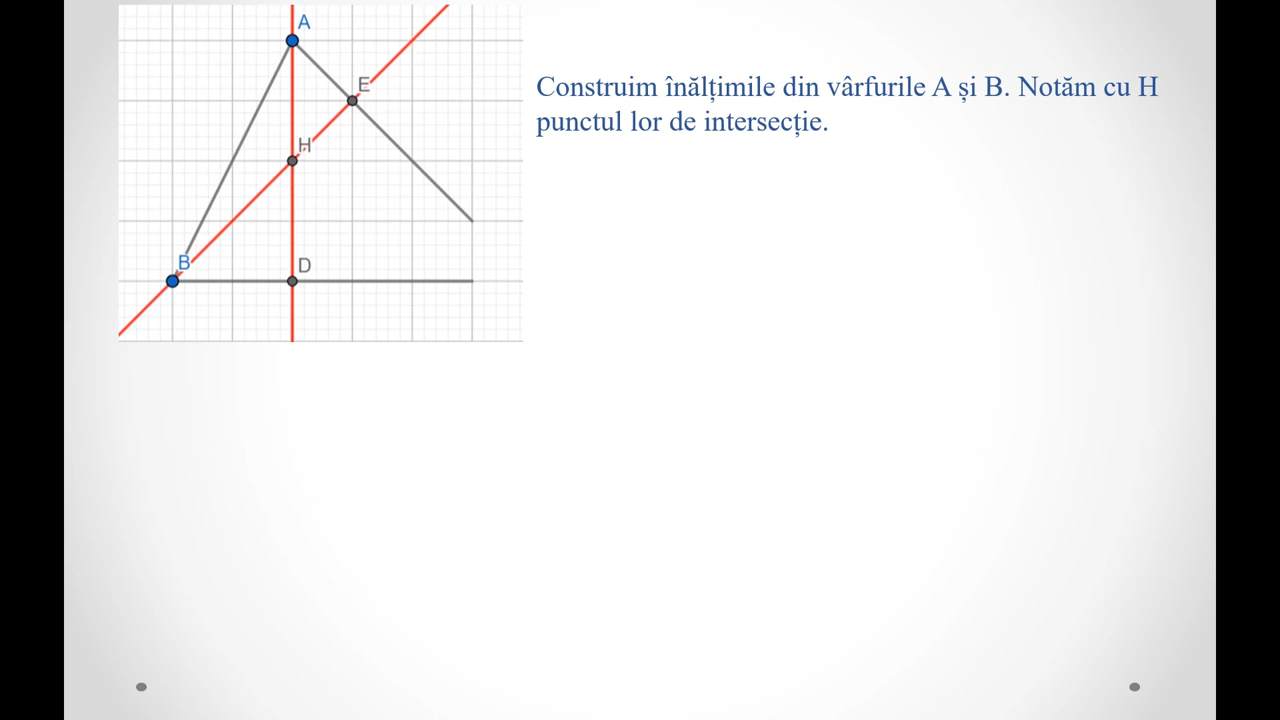 A
E
Construim înălțimile din vârfurile A și B. Notăm cu H
punctul lor de intersecție.
H
B
D